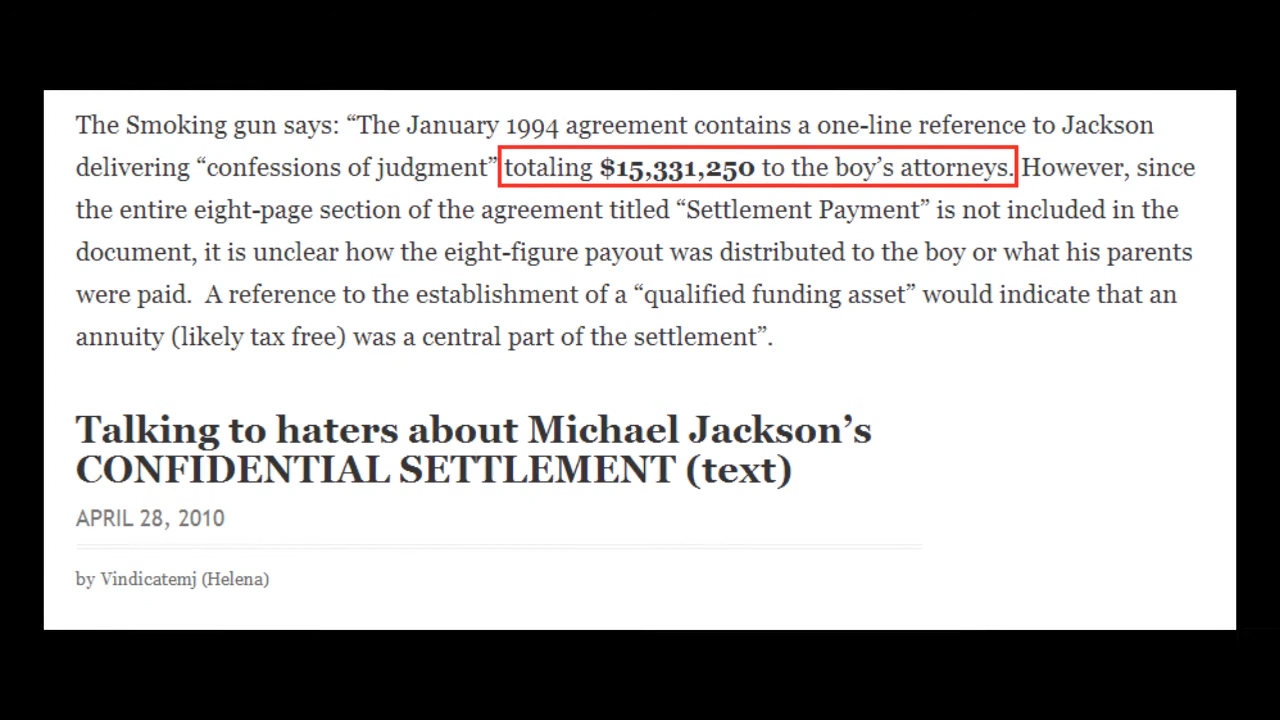 The Smoking gun says: “The January 1994 agreement contains a one-line reference to Jackson
delivering “confessions of judgment” totaling $15,331,250 to the boy’s attorneys. However, since
the entire eight-page section of the agreement titled “Settlement Payment” is not included in the
document, it is unclear how the eight-figure payout was distributed to the boy or what his parents
were paid.  A reference to the establishment of a “qualified funding asset” would indicate that an
annuity (likely tax free) was a central part of the settlement”.
Talking to haters about Michael Jackson’s
CONFIDENTIAL SETTLEMENT (text)
APRIL 28, 2010
by Vindicatemj (Helena)